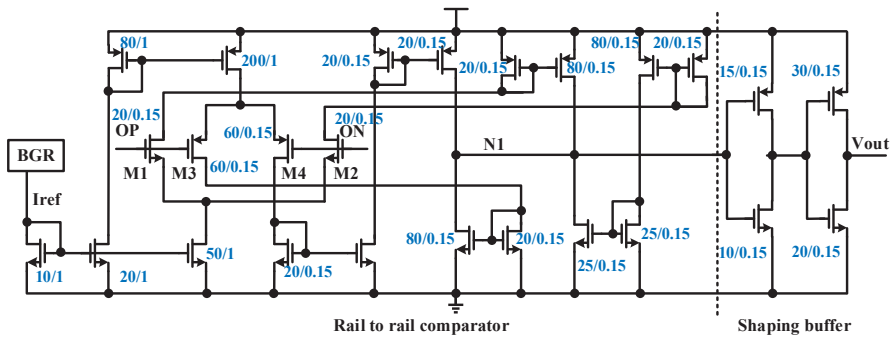 80/1
200/1
20/0.15
20/0.15
20/0.15
80/0.15
80/0.15
20/0.15
15/0.15
30/0.15
20/0.15
60/0.15
20/0.15
OP
ON
BGR
M1
M3
60/0.15
M4
M2
N1
Vout
Iref
10/1
20/1
50/1
20/0.15
80/0.15
20/0.15
25/0.15
25/0.15
10/0.15
20/0.15
Rail to rail comparator
Shaping buffer